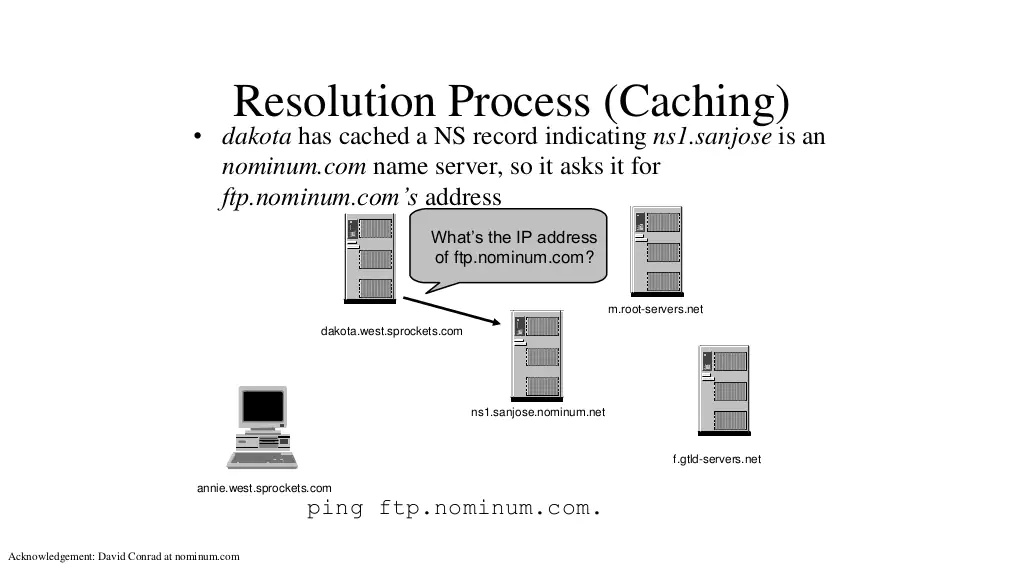 Resolution Process (Caching)
• dakota has cached a NS record indicating ns1.sanjose is an
nominum.com name server, so it asks it for
ftp.nominum.com’s address
What’s the IP address
of ftp.nominum.com?
m.root-servers.net
dakota.west.sprockets.com
ns1.sanjose.nominum.net
f.gtld-servers.net
annie.west.sprockets.com
ping ftp.nominum.com.
Acknowledgement: David Conrad at nominum.com